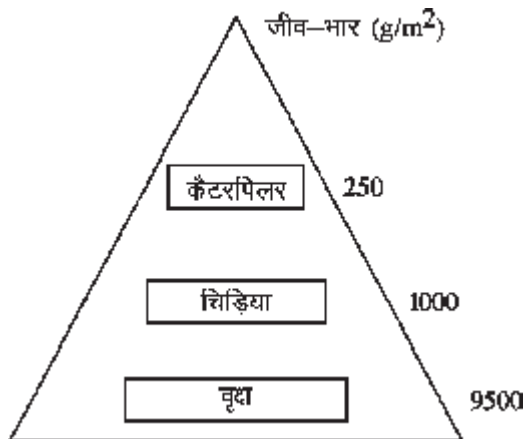 जीव-भार (g/m²)
कैटरपिलर 250
चिड़िया 1000
वृक्ष 9500